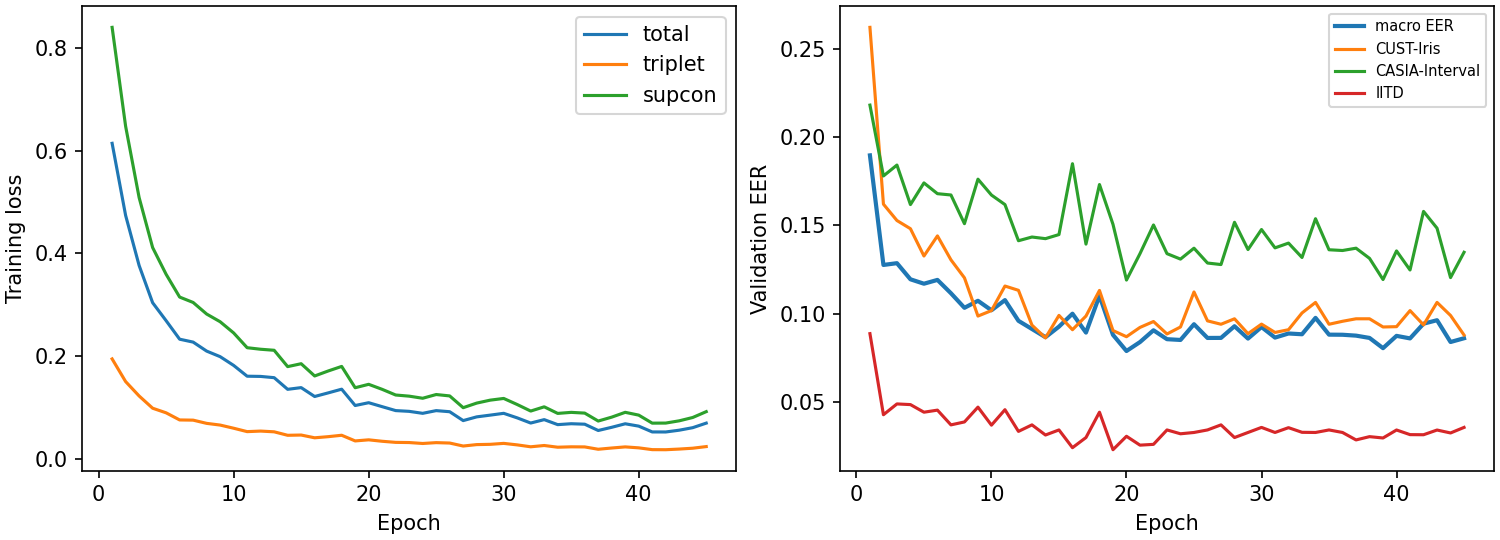 Training loss
0.8
0.6
0.4
0.2
0.0
0 10 20 30 40
Epoch
total
triplet
supcon
Validation EER
0.25
0.20
0.15
0.10
0.05
0 10 20 30 40
Epoch
macro EER
CUST-Iris
CASIA-Interval
IITD